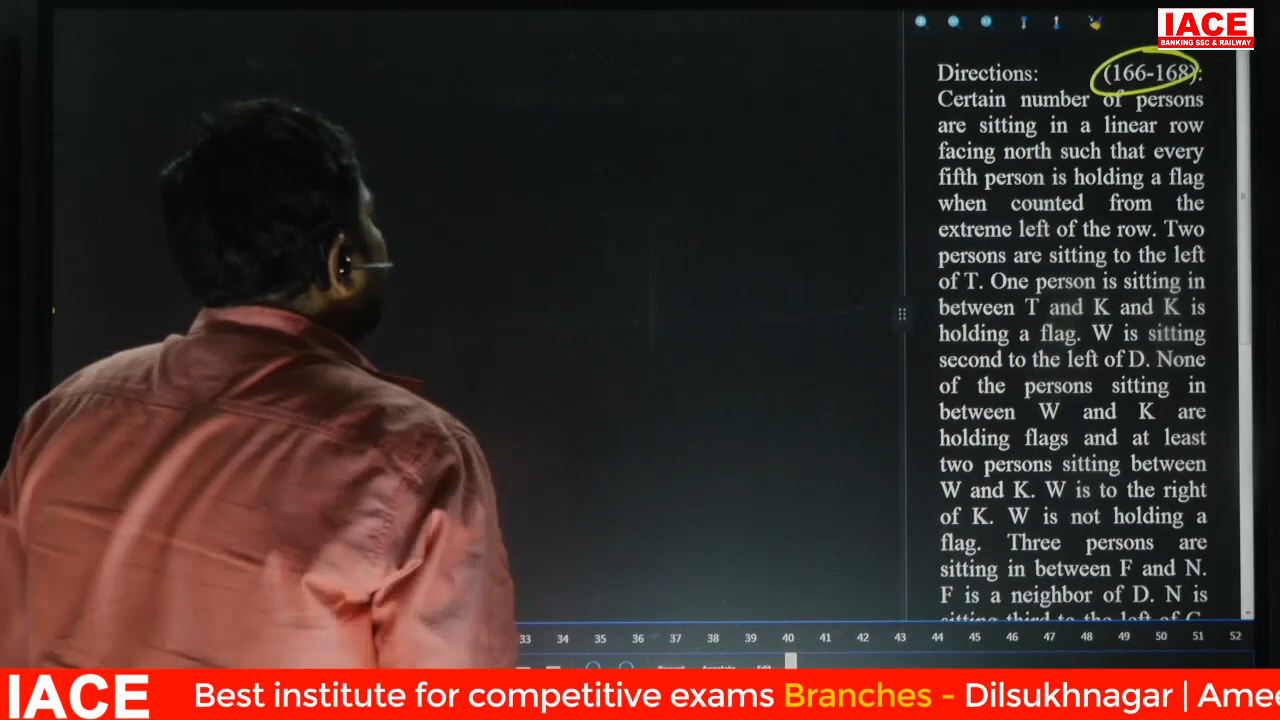 IACE
BANKING SSC & RAILWAY
Directions: (166-168):
Certain number of persons
are sitting in a linear row
facing north such that every
fifth person is holding a flag
when counted from the
extreme left of the row. Two
persons are sitting to the left
of T. One person is sitting in
between T and K and K is
holding a flag. W is sitting
second to the left of D. None
of the persons sitting in
between W and K are
holding flags and at least
two persons sitting between
W and K. W is to the right
of K. W is not holding a
flag. Three persons are
sitting in between F and N.
F is a neighbor of D. N is
sitting third to the left of
33 34 35 36 37 38 39 40 41 42 43 44 45 46 47 48 49 50 51 52
IACE Best institute for competitive exams Branches - Dilsukhnagar |